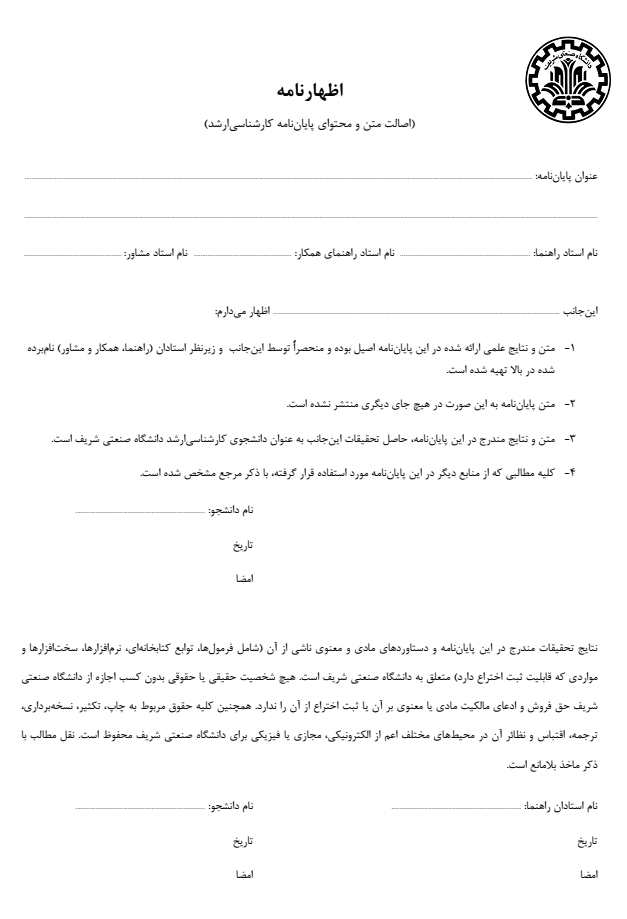 دانشگاه صنعتی شریف
اظهارنامه
(اصالت متن و محتوای پایان‌نامه کارشناسی‌ارشد)
عنوان پایان‌نامه:
نام استاد راهنما: نام استاد راهنمای همکار: نام استاد مشاور:
این‌جانب اظهار می‌دارم:
۱- متن و نتایج علمی ارائه شده در این پایان‌نامه اصیل بوده و منحصراً توسط این‌جانب و زیرنظر استادان (راهنما، همکار و مشاور) نام‌برده
شده در بالا تهیه شده است.
۲- متن پایان‌نامه به این صورت در هیچ جای دیگری منتشر نشده است.
۳- متن و نتایج مندرج در این پایان‌نامه، حاصل تحقیقات این‌جانب به عنوان دانشجوی کارشناسی‌ارشد دانشگاه صنعتی شریف است.
۴- کلیه مطالبی که از منابع دیگر در این پایان‌نامه مورد استفاده قرار گرفته، با ذکر مرجع مشخص شده است.
نام دانشجو:
تاریخ
امضا
نتایج تحقیقات مندرج در این پایان‌نامه و دستاوردهای مادی و معنوی ناشی از آن (شامل فرمول‌ها، توابع کتابخانه‌ای، نرم‌افزارها، سخت‌افزارها و
مواردی که قابلیت ثبت اختراع دارد) متعلق به دانشگاه صنعتی شریف است. هیچ شخصیت حقیقی یا حقوقی بدون کسب اجازه از دانشگاه صنعتی
شریف حق فروش و ادعای مالکیت مادی یا معنوی بر آن یا ثبت اختراع از آن را ندارد. همچنین کلیه حقوق مربوط به چاپ، تکثیر، نسخه‌برداری،
ترجمه، اقتباس و نظائر آن در محیط‌های مختلف اعم از الکترونیکی، مجازی یا فیزیکی برای دانشگاه صنعتی شریف محفوظ است. نقل مطالب با
ذکر ماخذ بلامانع است.
نام استادان راهنما: نام دانشجو:
تاریخ تاریخ
امضا امضا